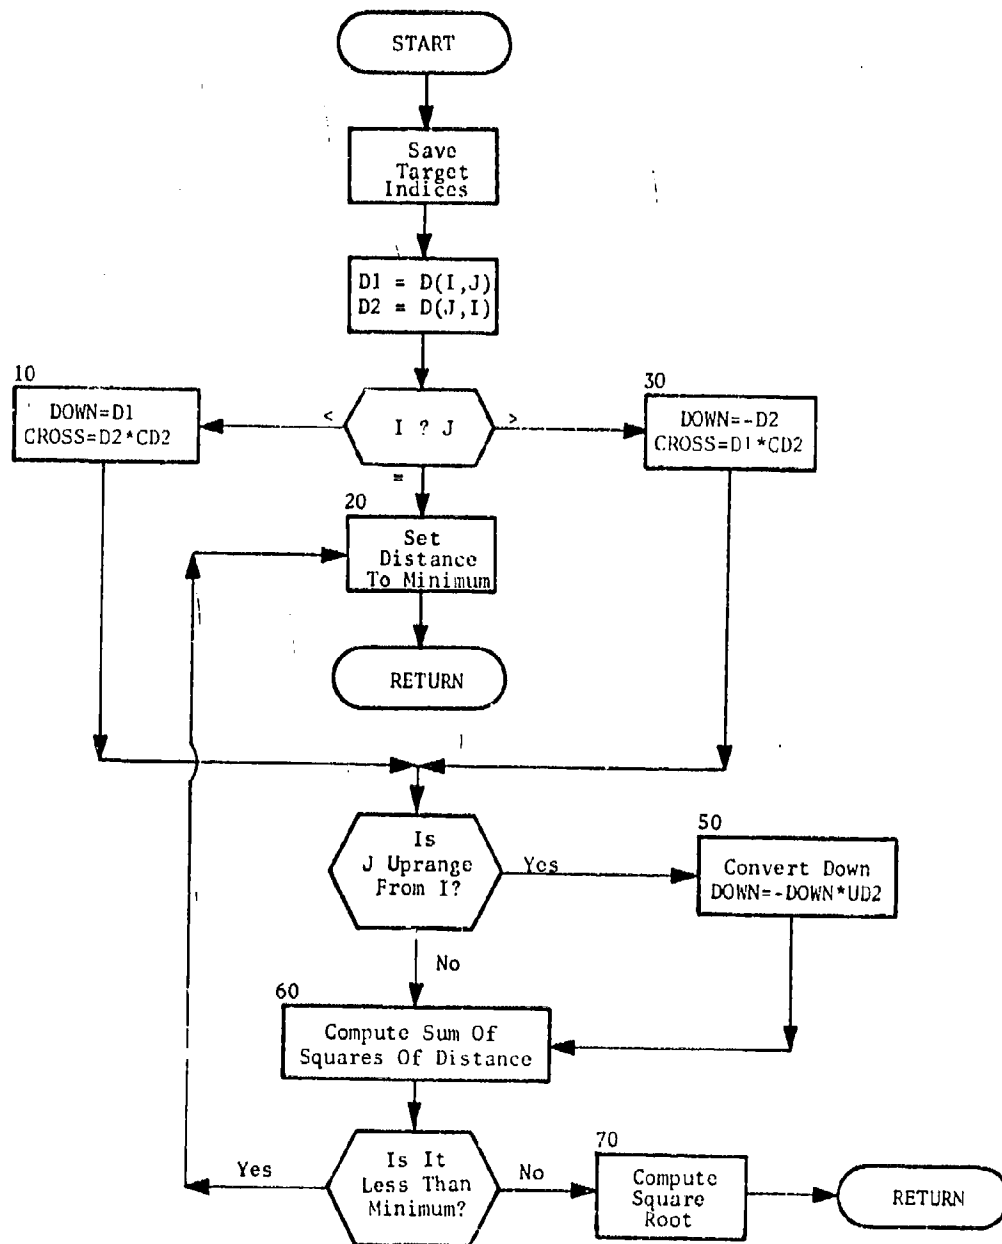 START
Save
Target
Indices
D1 = D(I,J)
D2 = D(J,I)
10
DOWN=D1
CROSS=D2*CD2
<
I ? J
>
30
DOWN=-D2
CROSS=D1*CD2
=
20
Set
Distance
To Minimum
RETURN
Is
J Uprange
From I?
Yes
50
Convert Down
DOWN=-DOWN*UD2
No
60
Compute Sum Of
Squares Of Distance
Yes
Is It
Less Than
Minimum?
No
70
Compute
Square
Root
RETURN